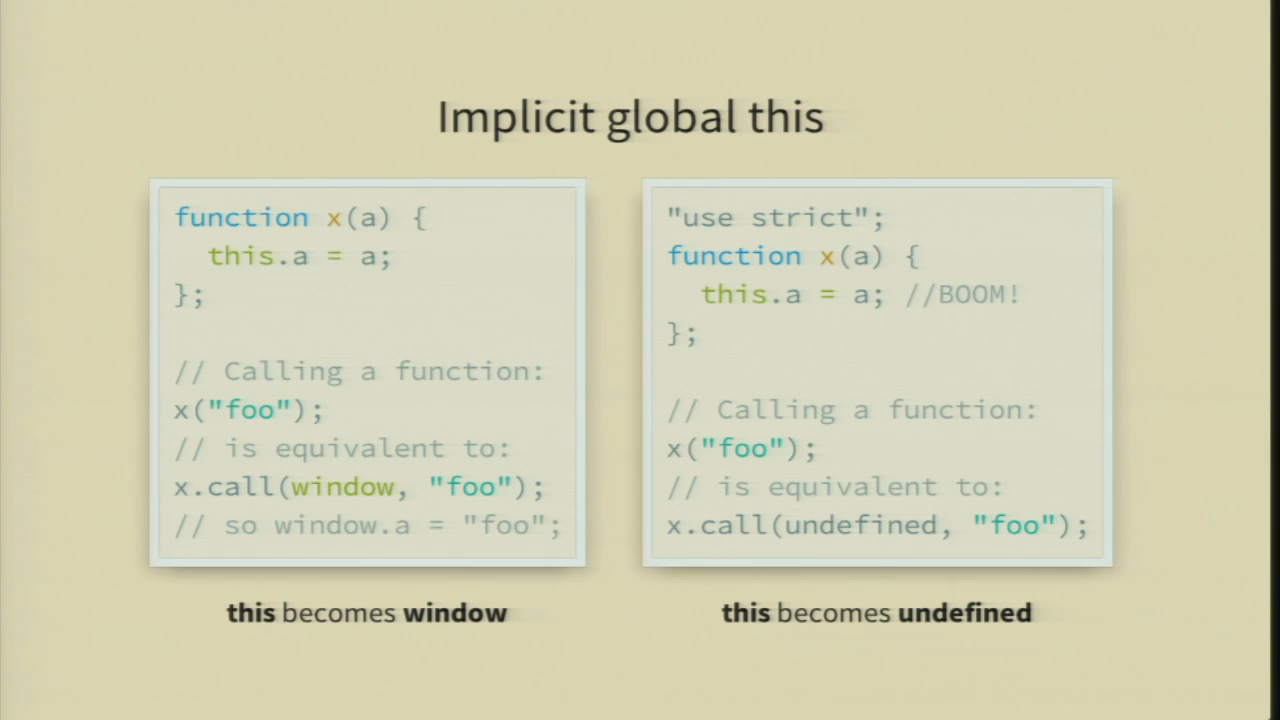 Implicit global this
function x(a) {
  this.a = a;
};

// Calling a function:
x("foo");
// is equivalent to:
x.call(window, "foo");
// so window.a = "foo";
this becomes window
"use strict";
function x(a) {
  this.a = a; //BOOM!
};

// Calling a function:
x("foo");
// is equivalent to:
x.call(undefined, "foo");
this becomes undefined